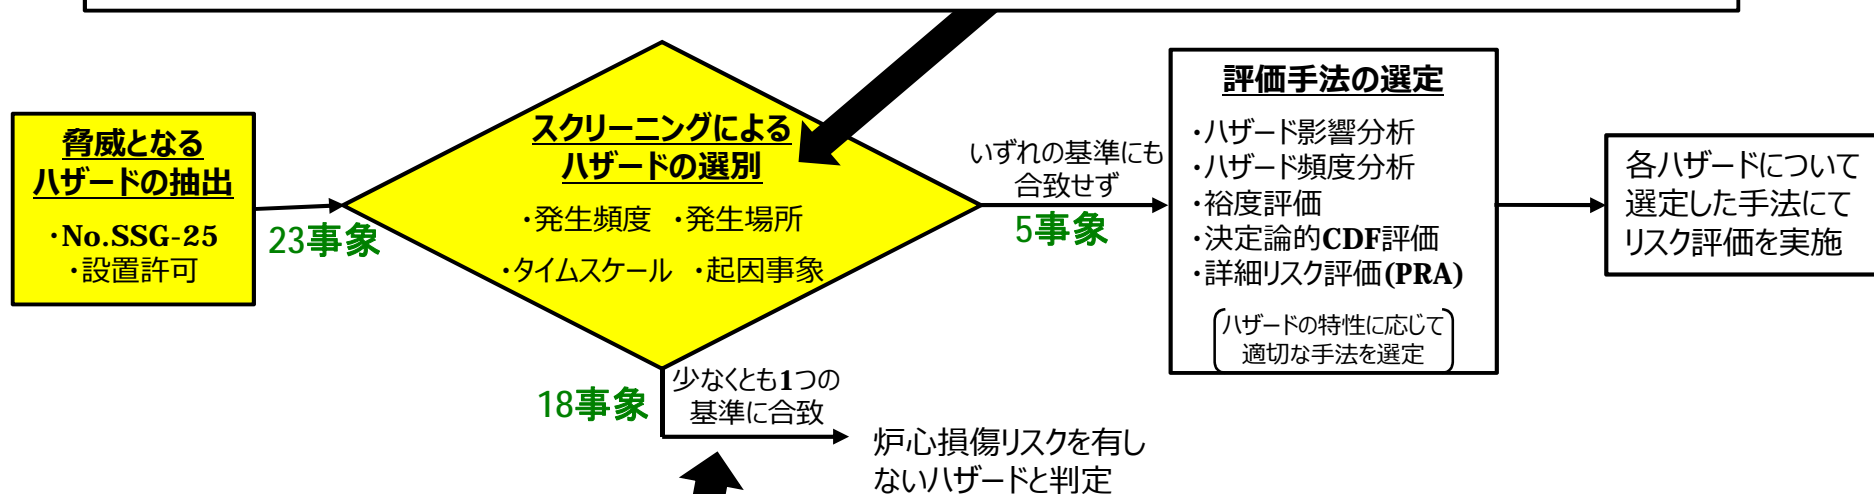 脅威となる
ハザードの抽出
・No.SSG-25
・設置許可
23事象
スクリーニングによる
ハザードの選別
・発生頻度 ・発生場所
・タイムスケール ・起因事象
いずれの基準にも
合致せず
5事象
18事象
少なくとも1つの
基準に合致
炉心損傷リスクを有し
ないハザードと判定
評価手法の選定
・ハザード影響分析
・ハザード頻度分析
・裕度評価
・決定論的CDF評価
・詳細リスク評価(PRA)
ハザードの特性に応じて
適切な手法を選定
各ハザードについて
選定した手法にて
リスク評価を実施